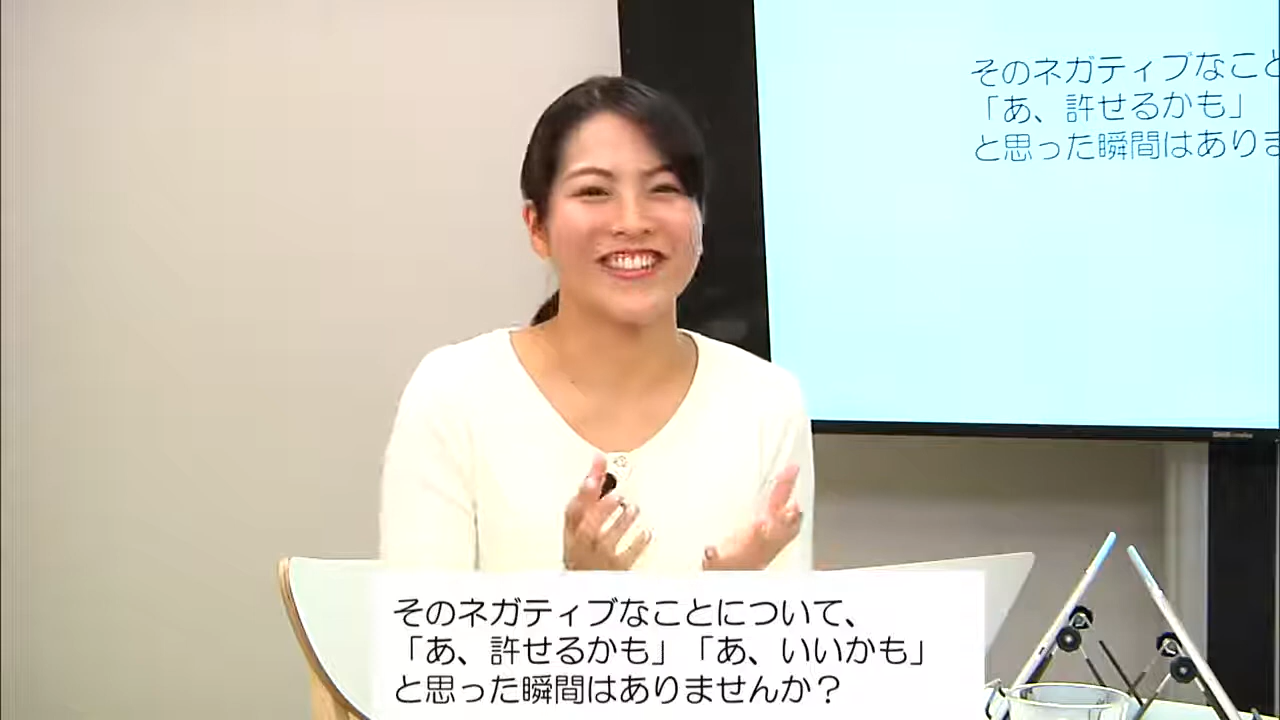 そのネガティブなこと
「あ、許せるかも」
と思った瞬間はありま
そのネガティブなことについて、
「あ、許せるかも」「あ、いいかも」
と思った瞬間はありませんか？